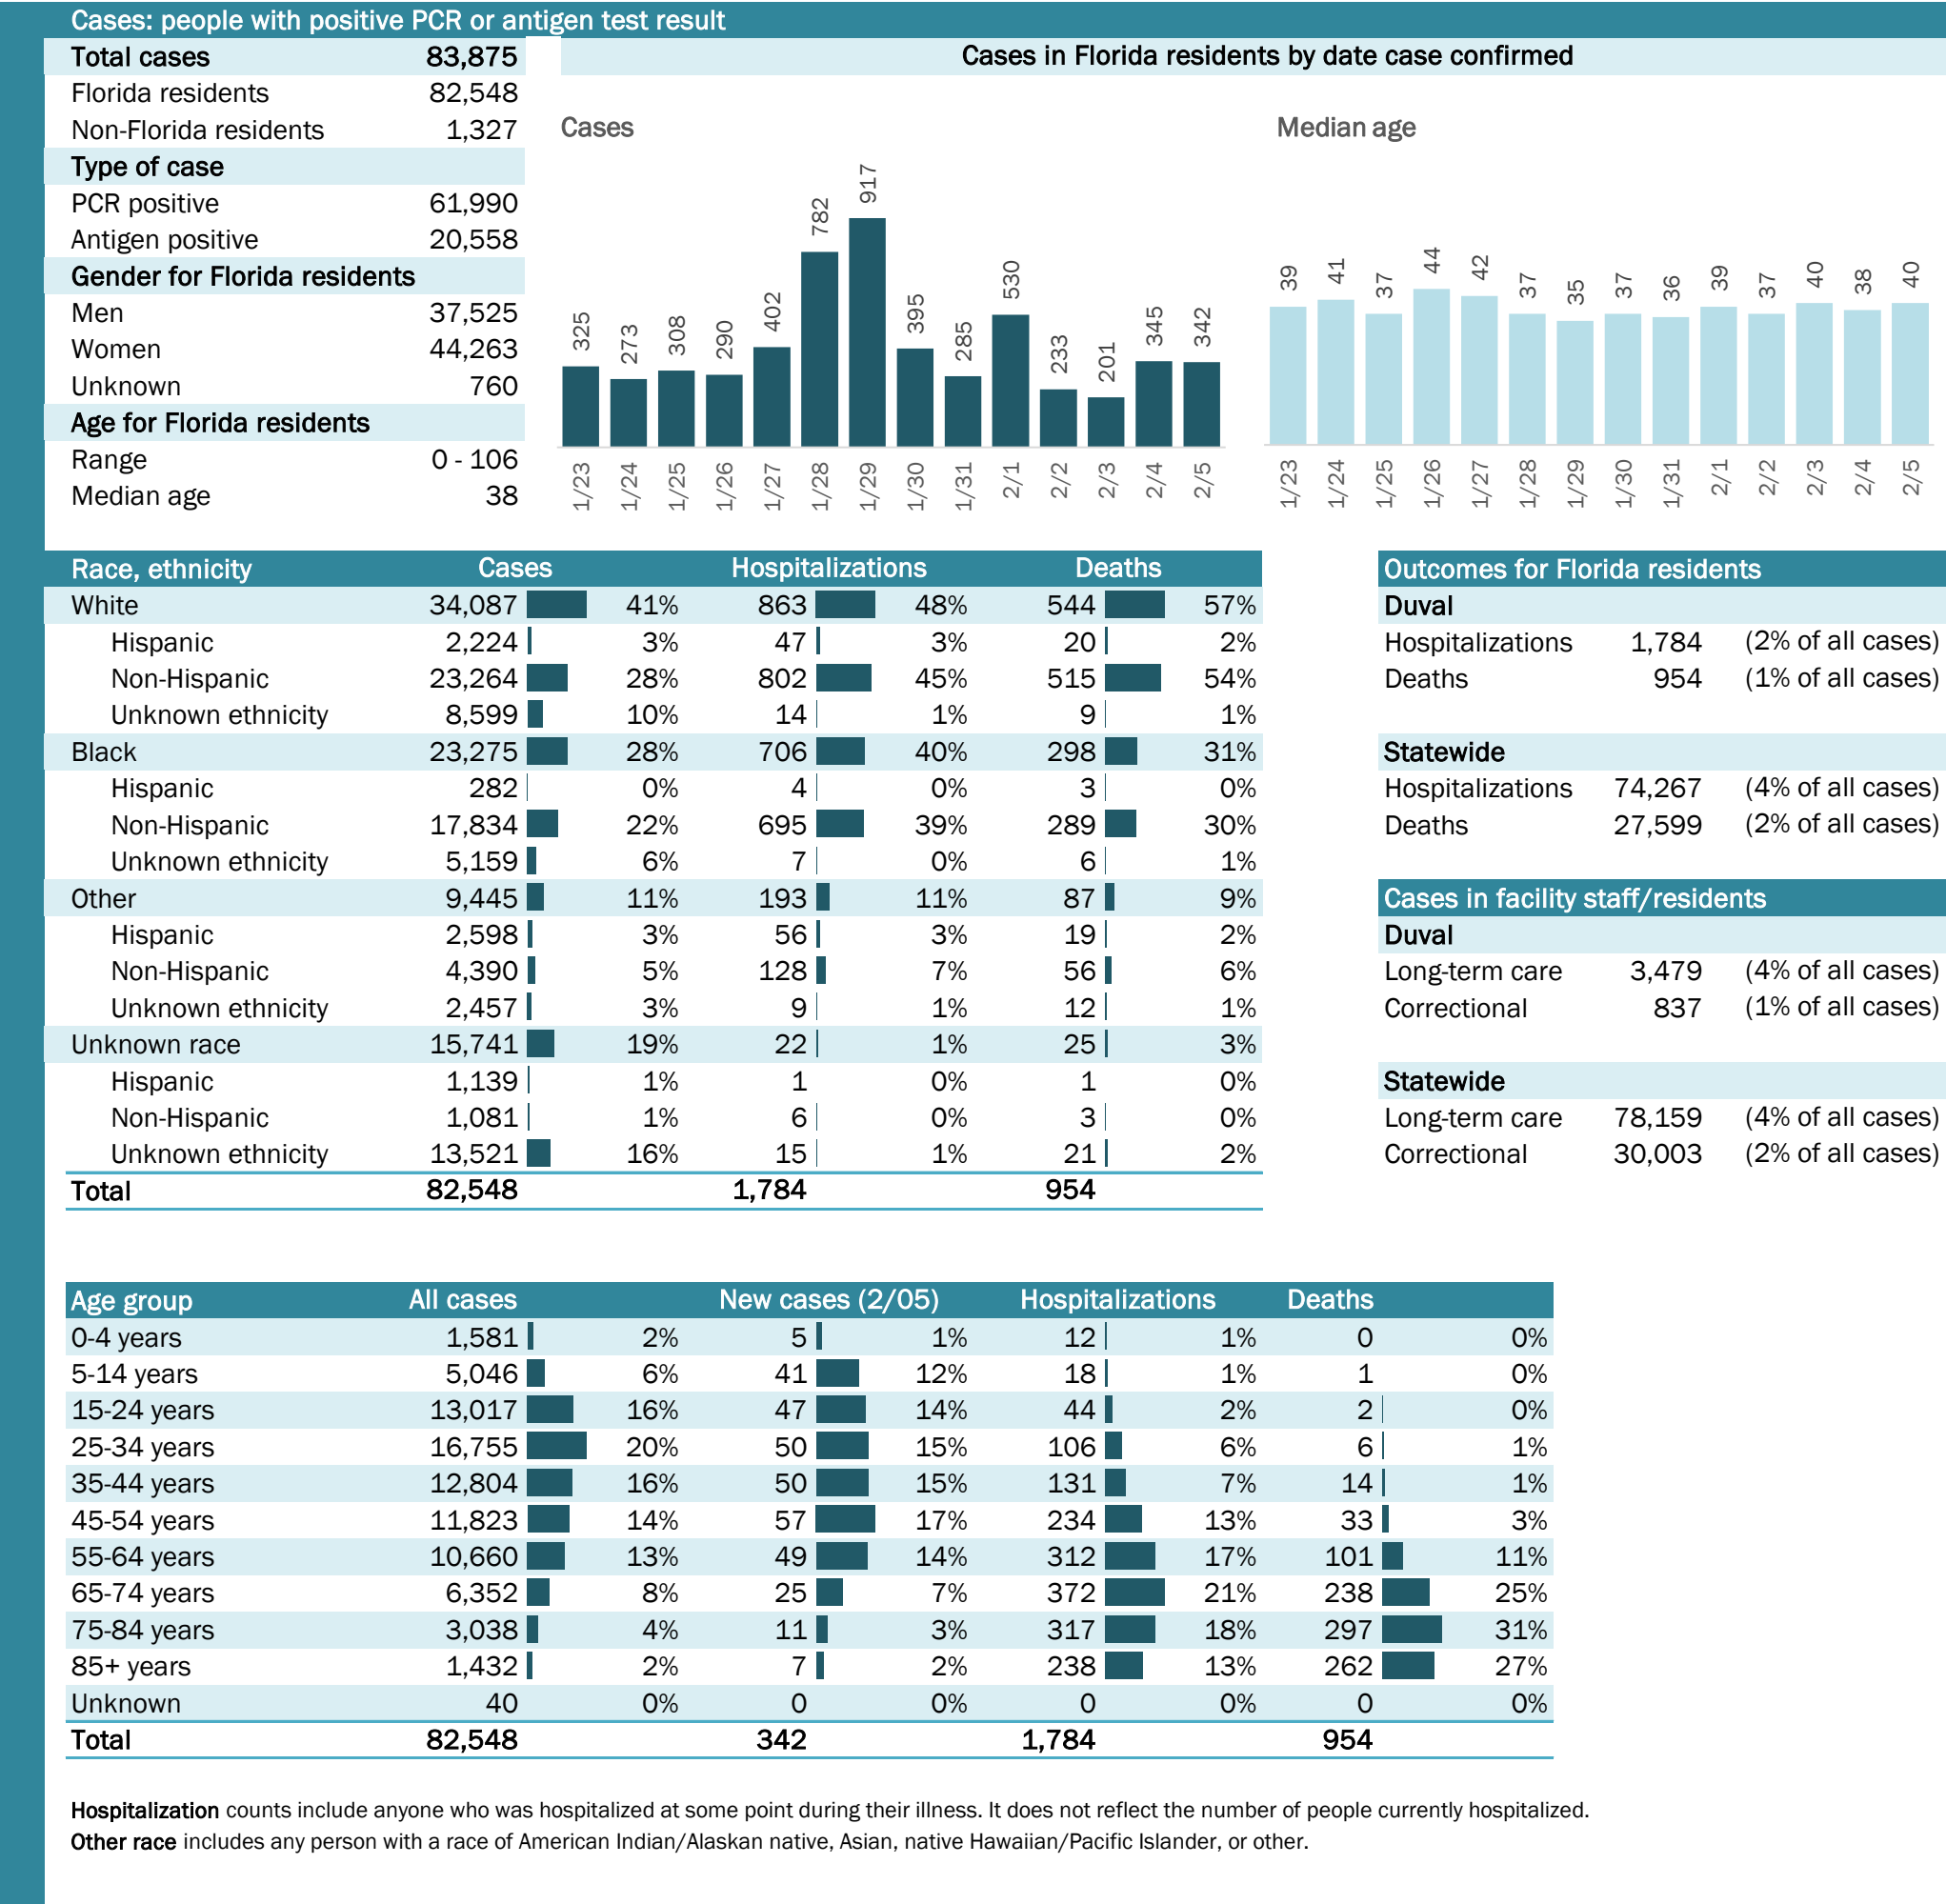 Cases: people with positive PCR or antigen test result
Total cases 83,875
Florida residents 82,548
Non-Florida residents 1,327
Type of case
PCR positive 61,990
Antigen positive 20,558
Gender for Florida residents
Men 37,525
Women 44,263
Unknown 760
Age for Florida residents
Range 0 - 106
Median age 38
Cases in Florida residents by date case confirmed
Cases
325 273 308 290 402 782 917 395 285 530 233 201 345 342
1/23 1/24 1/25 1/26 1/27 1/28 1/29 1/30 1/31 2/1 2/2 2/3 2/4 2/5
Median age
39 41 37 44 42 37 35 37 36 39 37 40 38 40
1/23 1/24 1/25 1/26 1/27 1/28 1/29 1/30 1/31 2/1 2/2 2/3 2/4 2/5
Race, ethnicity Cases Hospitalizations Deaths
White 34,087 41% 863 48% 544 57%
Hispanic 2,224 3% 47 3% 20 2%
Non-Hispanic 23,264 28% 802 45% 515 54%
Unknown ethnicity 8,599 10% 14 1% 9 1%
Black 23,275 28% 706 40% 298 31%
Hispanic 282 0% 4 0% 3 0%
Non-Hispanic 17,834 22% 695 39% 289 30%
Unknown ethnicity 5,159 6% 7 0% 6 1%
Other 9,445 11% 193 11% 87 9%
Hispanic 2,598 3% 56 3% 19 2%
Non-Hispanic 4,390 5% 128 7% 56 6%
Unknown ethnicity 2,457 3% 9 1% 12 1%
Unknown race 15,741 19% 22 1% 25 3%
Hispanic 1,139 1% 1 0% 1 0%
Non-Hispanic 1,081 1% 6 0% 3 0%
Unknown ethnicity 13,521 16% 15 1% 21 2%
Total 82,548 1,784 954
Outcomes for Florida residents
Duval
Hospitalizations 1,784 (2% of all cases)
Deaths 954 (1% of all cases)
Statewide
Hospitalizations 74,267 (4% of all cases)
Deaths 27,599 (2% of all cases)
Cases in facility staff/residents
Duval
Long-term care 3,479 (4% of all cases)
Correctional 837 (1% of all cases)
Statewide
Long-term care 78,159 (4% of all cases)
Correctional 30,003 (2% of all cases)
Age group All cases New cases (2/05) Hospitalizations Deaths
0-4 years 1,581 2% 5 1% 12 1% 0 0%
5-14 years 5,046 6% 41 12% 18 1% 1 0%
15-24 years 13,017 16% 47 14% 44 2% 2 0%
25-34 years 16,755 20% 50 15% 106 6% 6 1%
35-44 years 12,804 16% 50 15% 131 7% 14 1%
45-54 years 11,823 14% 57 17% 234 13% 33 3%
55-64 years 10,660 13% 49 14% 312 17% 101 11%
65-74 years 6,352 8% 25 7% 372 21% 238 25%
75-84 years 3,038 4% 11 3% 317 18% 297 31%
85+ years 1,432 2% 7 2% 238 13% 262 27%
Unknown 40 0% 0 0% 0 0% 0 0%
Total 82,548 342 1,784 954
Hospitalization counts include anyone who was hospitalized at some point during their illness. It does not reflect the number of people currently hospitalized.
Other race includes any person with a race of American Indian/Alaskan native, Asian, native Hawaiian/Pacific Islander, or other.